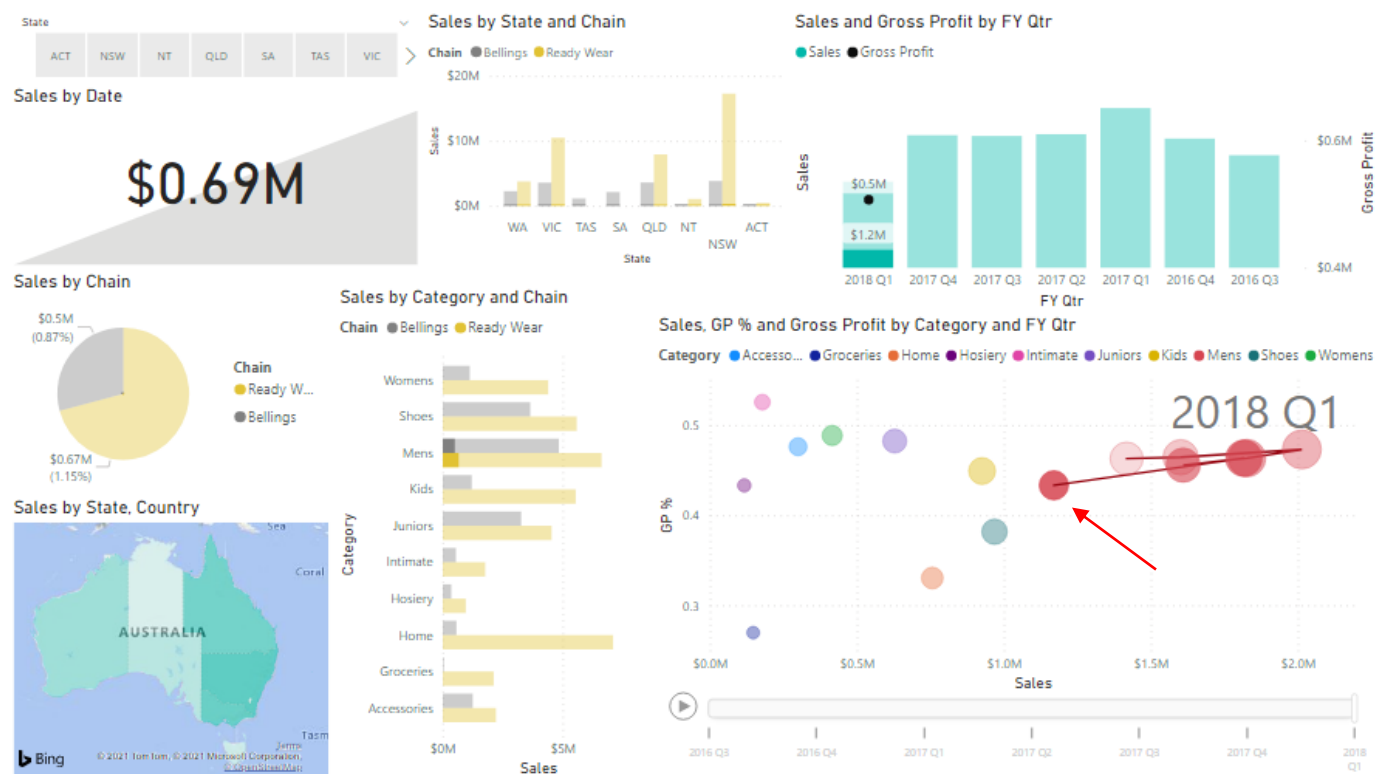 State
ACT NSW NT QLD SA TAS VIC
Sales by Date
$0.69M
Sales by State and Chain
Chain Bellings Ready Wear
$20M
$10M
$0M
Sales
WA VIC TAS SA QLD NT NSW ACT
State
Sales and Gross Profit by FY Qtr
Sales Gross Profit
Sales
$0.5M
$1.2M
$0.6M
$0.4M
Gross Profit
2018 Q1 2017 Q4 2017 Q3 2017 Q2 2017 Q1 2016 Q4 2016 Q3
FY Qtr
Sales by Chain
$0.5M
(0.87%)
$0.67M
(1.15%)
Chain
Ready W...
Bellings
Sales by Category and Chain
Chain Bellings Ready Wear
Category
Womens
Shoes
Mens
Kids
Juniors
Intimate
Hosiery
Home
Groceries
Accessories
$0M $5M
Sales
Sales, GP % and Gross Profit by Category and FY Qtr
Category Accesso... Groceries Home Hosiery Intimate Juniors Kids Mens Shoes Womens
2018 Q1
0.5
0.4
0.3
GP %
$0.0M $0.5M $1.0M $1.5M $2.0M
Sales
2016 Q3 2016 Q4 2017 Q1 2017 Q2 2017 Q3 2017 Q4 2018
Q1
Sales by State, Country
Sea
Coral
AUSTRALIA
Tasm
Bing
© 2021 TomTom, © 2021 Microsoft Corporation,
© OpenStreetMap